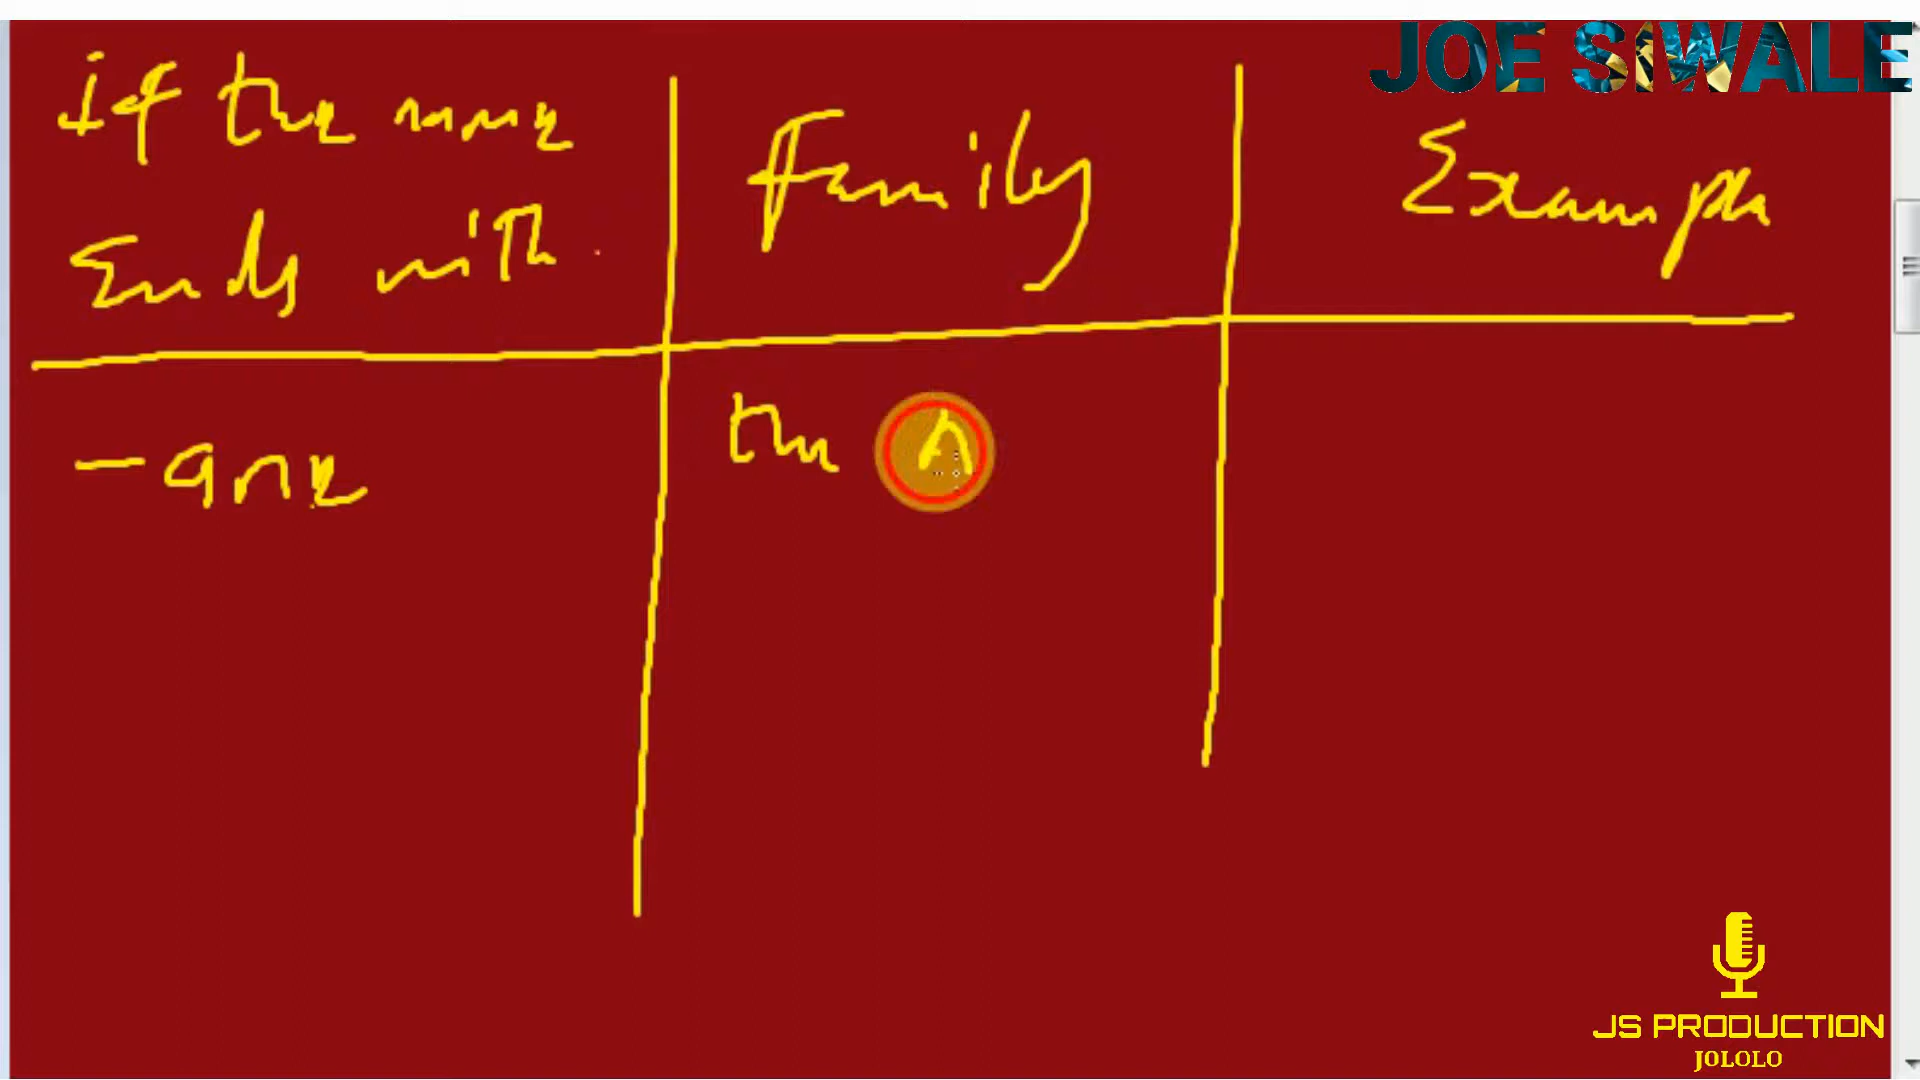 JOE SIWALE
if the name
Ends with
Family
Example
-ane
the A
JS PRODUCTION
JOLOLO